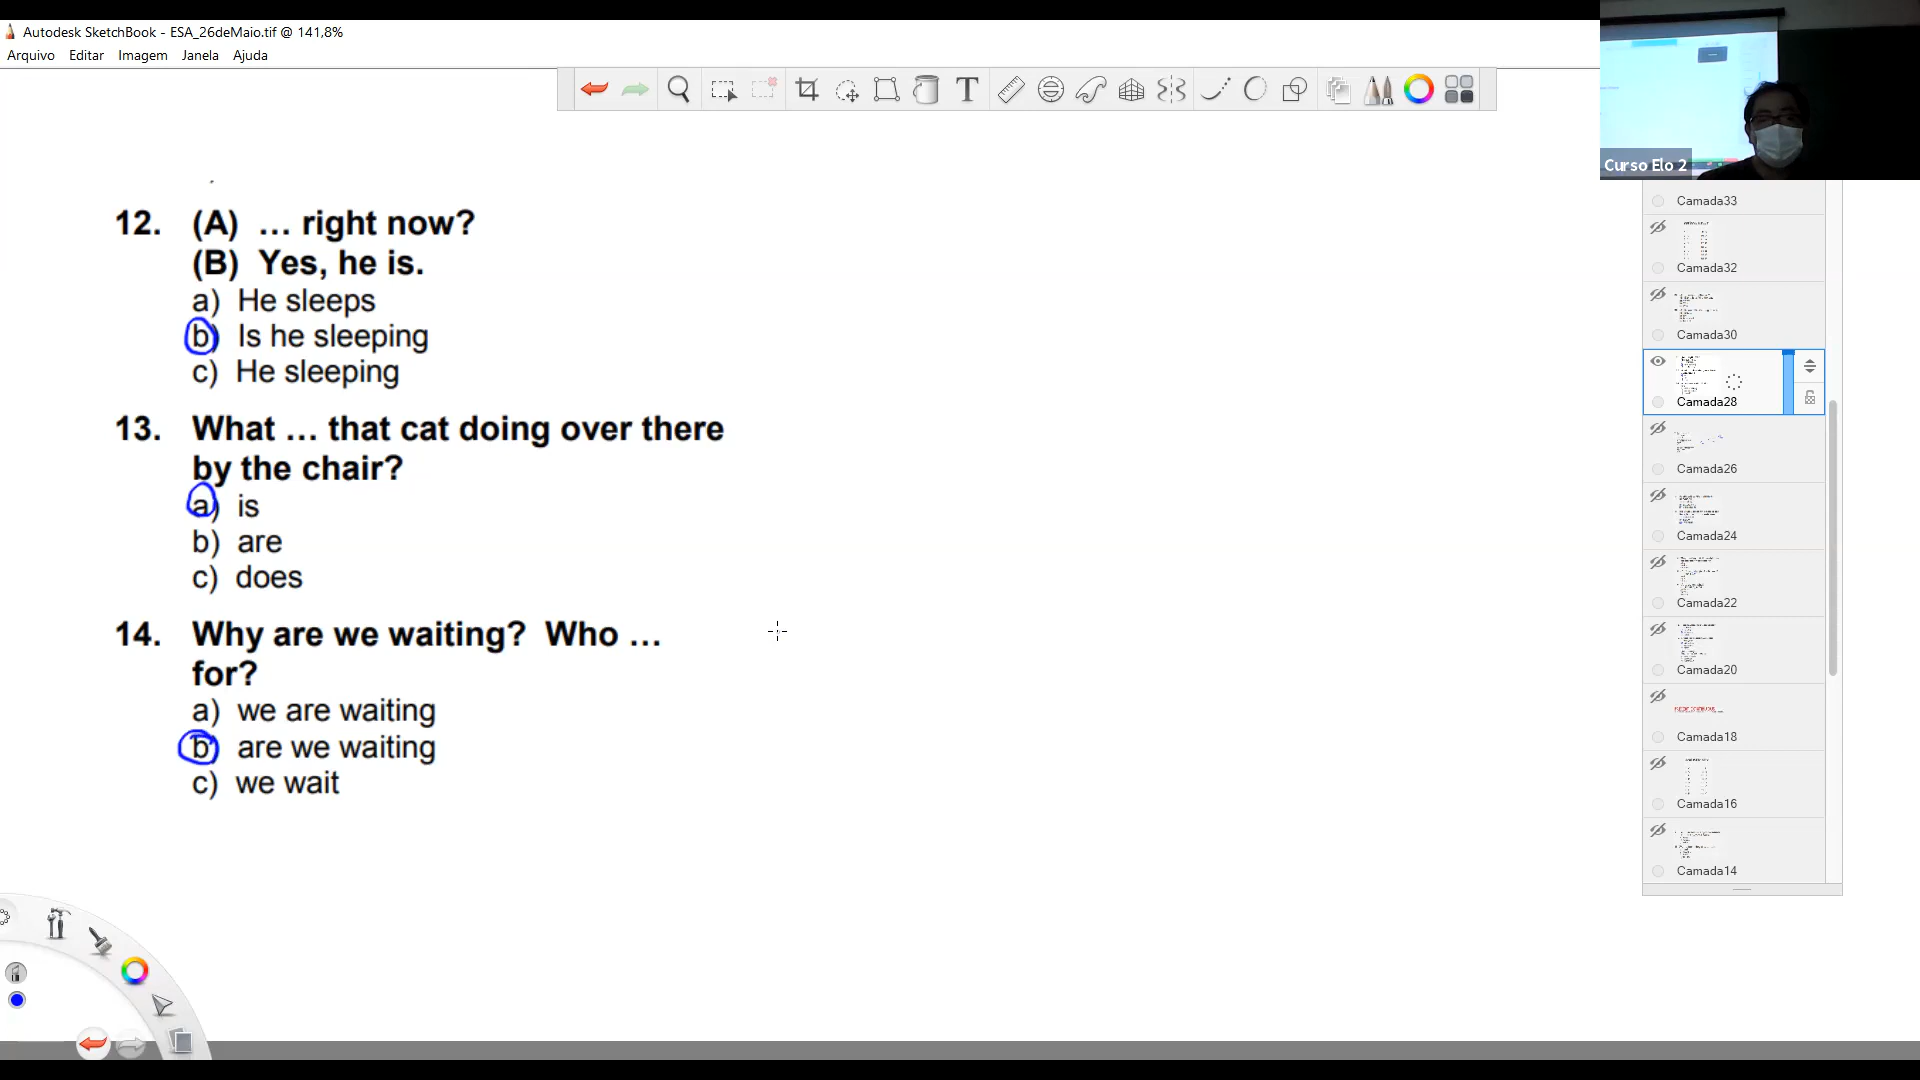 Autodesk SketchBook - ESA_26deMaio.tif @ 141,8%
Arquivo Editar Imagem Janela Ajuda
T
Curso Elo 2
12. (A) … right now?
(B) Yes, he is.
a) He sleeps
b) Is he sleeping
c) He sleeping
13. What … that cat doing over there
by the chair?
a) is
b) are
c) does
14. Why are we waiting? Who …
for?
a) we are waiting
b) are we waiting
c) we wait
Camada33
Camada32
Camada30
Camada28
Camada26
Camada24
Camada22
Camada20
Camada18
Camada16
Camada14